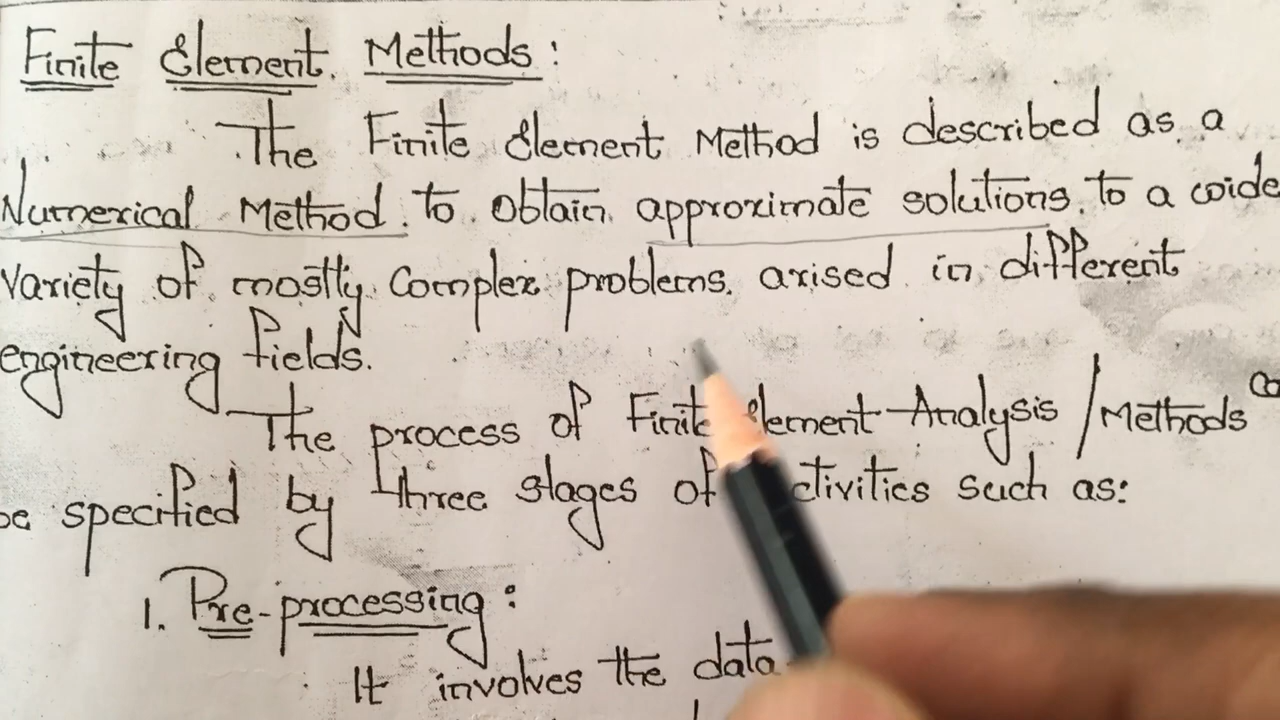 Finite Element Methods:
The Finite Element Method is described as a
Numerical Method to obtain approximate solutions to a wide
variety of mostly complex problems arised in different
engineering fields.
The process of Finite Element Analysis / Methods
be specified by three stages of activities such as:
1. Pre-processing:
It involves the data